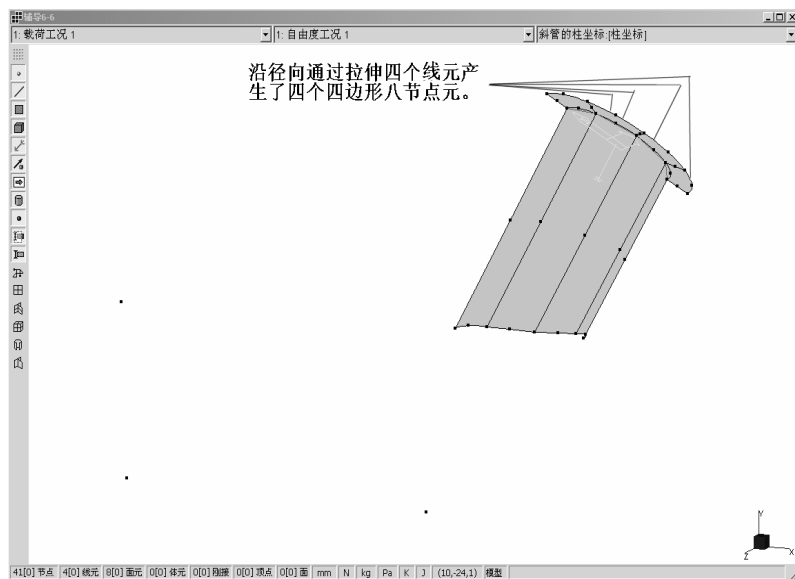 辅导6-6
1: 载荷工况 1
1: 自由度工况 1
斜管的柱坐标:[柱坐标]
沿径向通过拉伸四个线元产
生了四个四边形八节点元。
Y
X
Z
41[0] 节点 4[0] 线元 8[0] 面元 0[0] 体元 0[0] 刚接 0[0] 顶点 0[0] 面 mm N kg Pa K J (10,-24,1) 模型